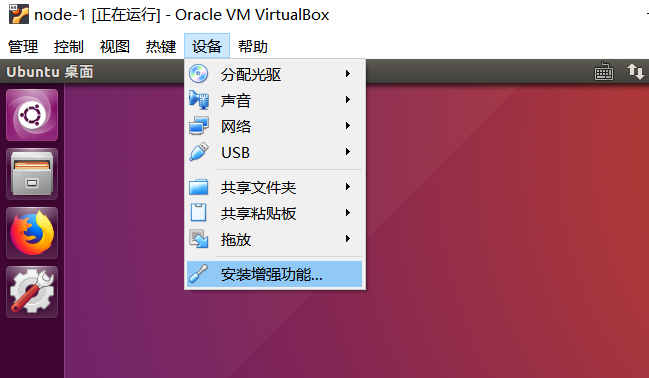 node-1 [正在运行] - Oracle VM VirtualBox
管理 控制 视图 热键 设备 帮助
Ubuntu 桌面
分配光驱
声音
网络
USB
共享文件夹
共享粘贴板
拖放
安装增强功能...